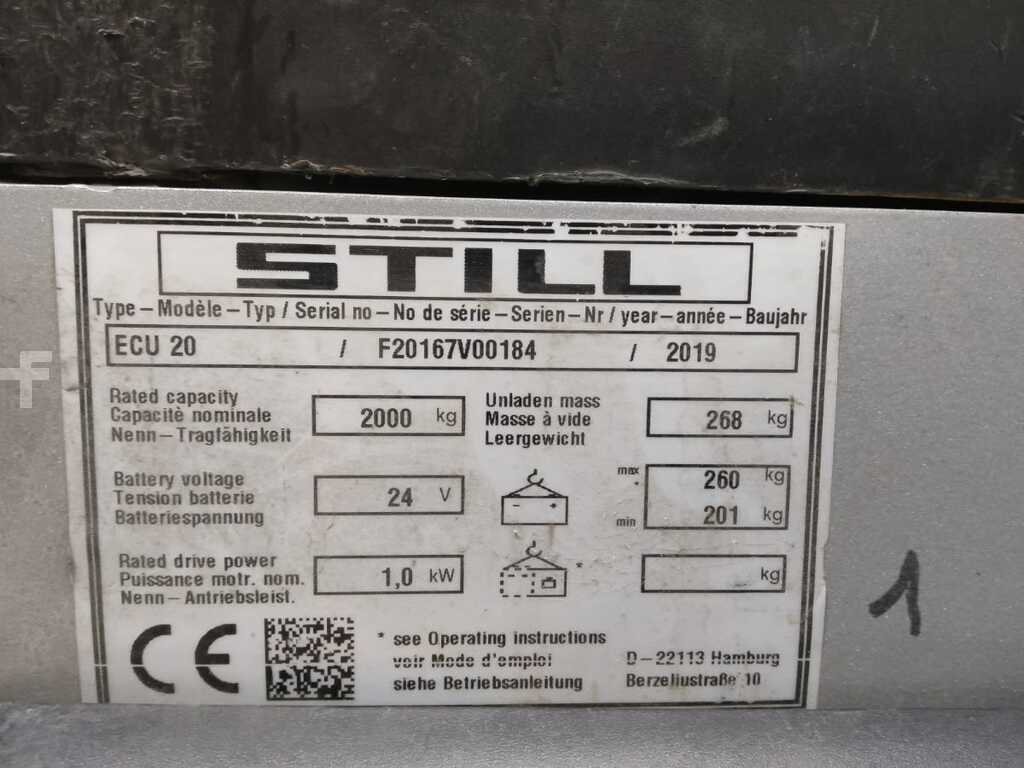 STILL
Type – Modèle – Typ / Serial no – No de série – Serien – Nr / year – année – Baujahr
ECU 20 / F20167V00184 / 2019
Rated capacity
Capacitè nominale
Nenn – Tragfähigkeit
2000 kg
Unladen mass
Masse à vide
Leergewicht
268 kg
Battery voltage
Tension batterie
Batteriespannung
24 V
max * 260 kg
min 201 kg
Rated drive power
Puissance motr. nom.
Nenn – Antriebsleist.
1,0 kW
- +
*
kg
CE
* see Operating instructions
voir Mode d'emploi
siehe Betriebsanleitung
D – 22113 Hamburg
Berzeliustraße 10
1
F